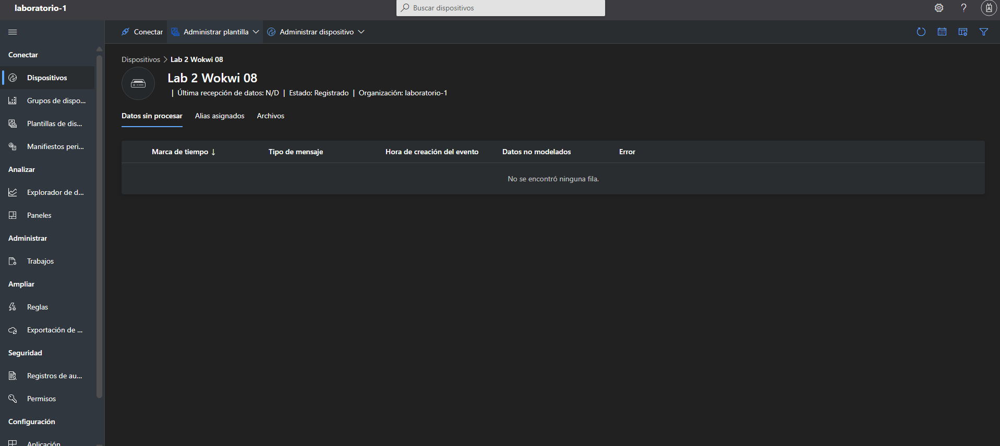 laboratorio-1
Buscar dispositivos
Conectar
Administrar plantilla
Administrar dispositivo
Conectar
Dispositivos
Grupos de dispo...
Plantillas de dis...
Manifiestos peri...
Analizar
Explorador de d...
Paneles
Administrar
Trabajos
Ampliar
Reglas
Exportación de ...
Seguridad
Registros de au...
Permisos
Configuración
Aplicación
Dispositivos > Lab 2 Wokwi 08
Lab 2 Wokwi 08
| Última recepción de datos: N/D | Estado: Registrado | Organización: laboratorio-1
Datos sin procesar Alias asignados Archivos
Marca de tiempo ↓ Tipo de mensaje Hora de creación del evento Datos no modelados Error
No se encontró ninguna fila.